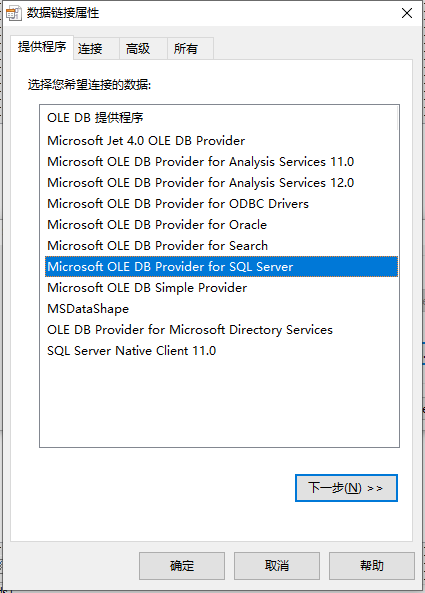 数据链接属性
提供程序 连接 高级 所有
选择您希望连接的数据:
OLE DB 提供程序
Microsoft Jet 4.0 OLE DB Provider
Microsoft OLE DB Provider for Analysis Services 11.0
Microsoft OLE DB Provider for Analysis Services 12.0
Microsoft OLE DB Provider for ODBC Drivers
Microsoft OLE DB Provider for Oracle
Microsoft OLE DB Provider for Search
Microsoft OLE DB Provider for SQL Server
Microsoft OLE DB Simple Provider
MSDataShape
OLE DB Provider for Microsoft Directory Services
SQL Server Native Client 11.0
下一步(N) >>
确定 取消 帮助